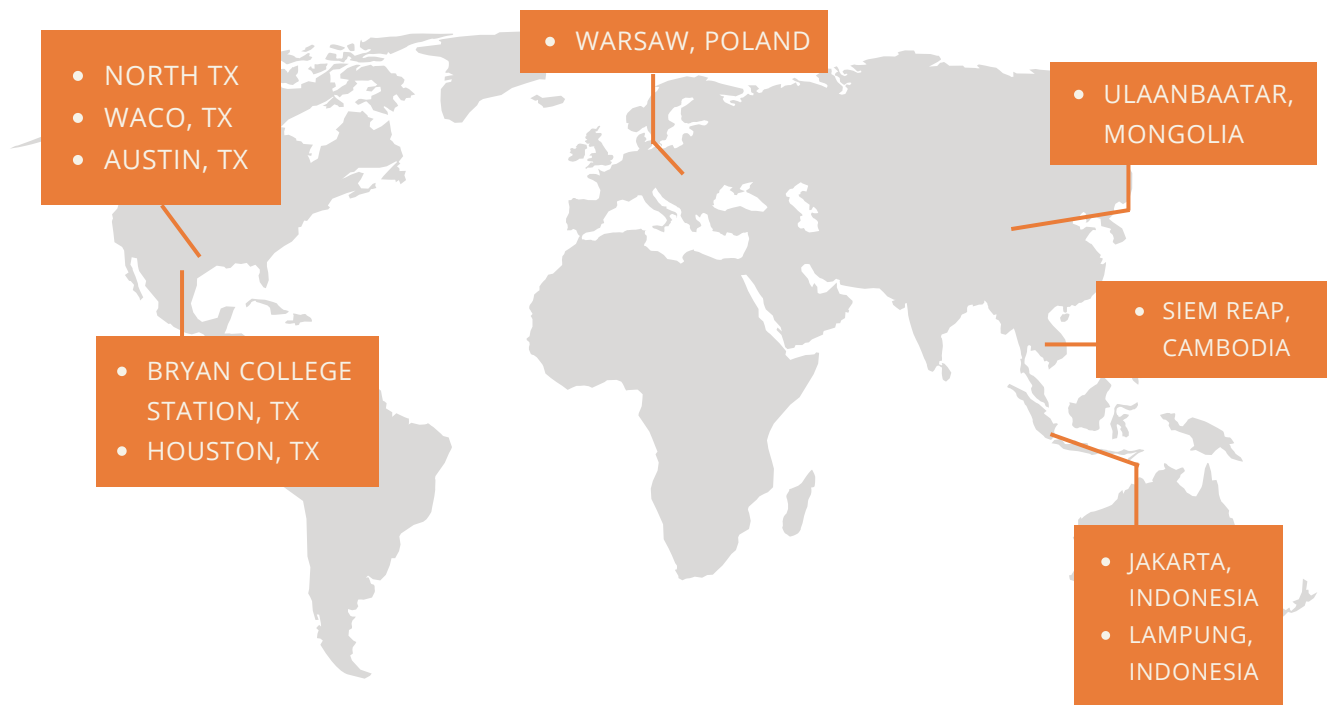 • NORTH TX
• WACO, TX
• AUSTIN, TX
• WARSAW, POLAND
• ULAANBAATAR,
MONGOLIA
• SIEM REAP,
CAMBODIA
• BRYAN COLLEGE
STATION, TX
• HOUSTON, TX
• JAKARTA,
INDONESIA
• LAMPUNG,
INDONESIA